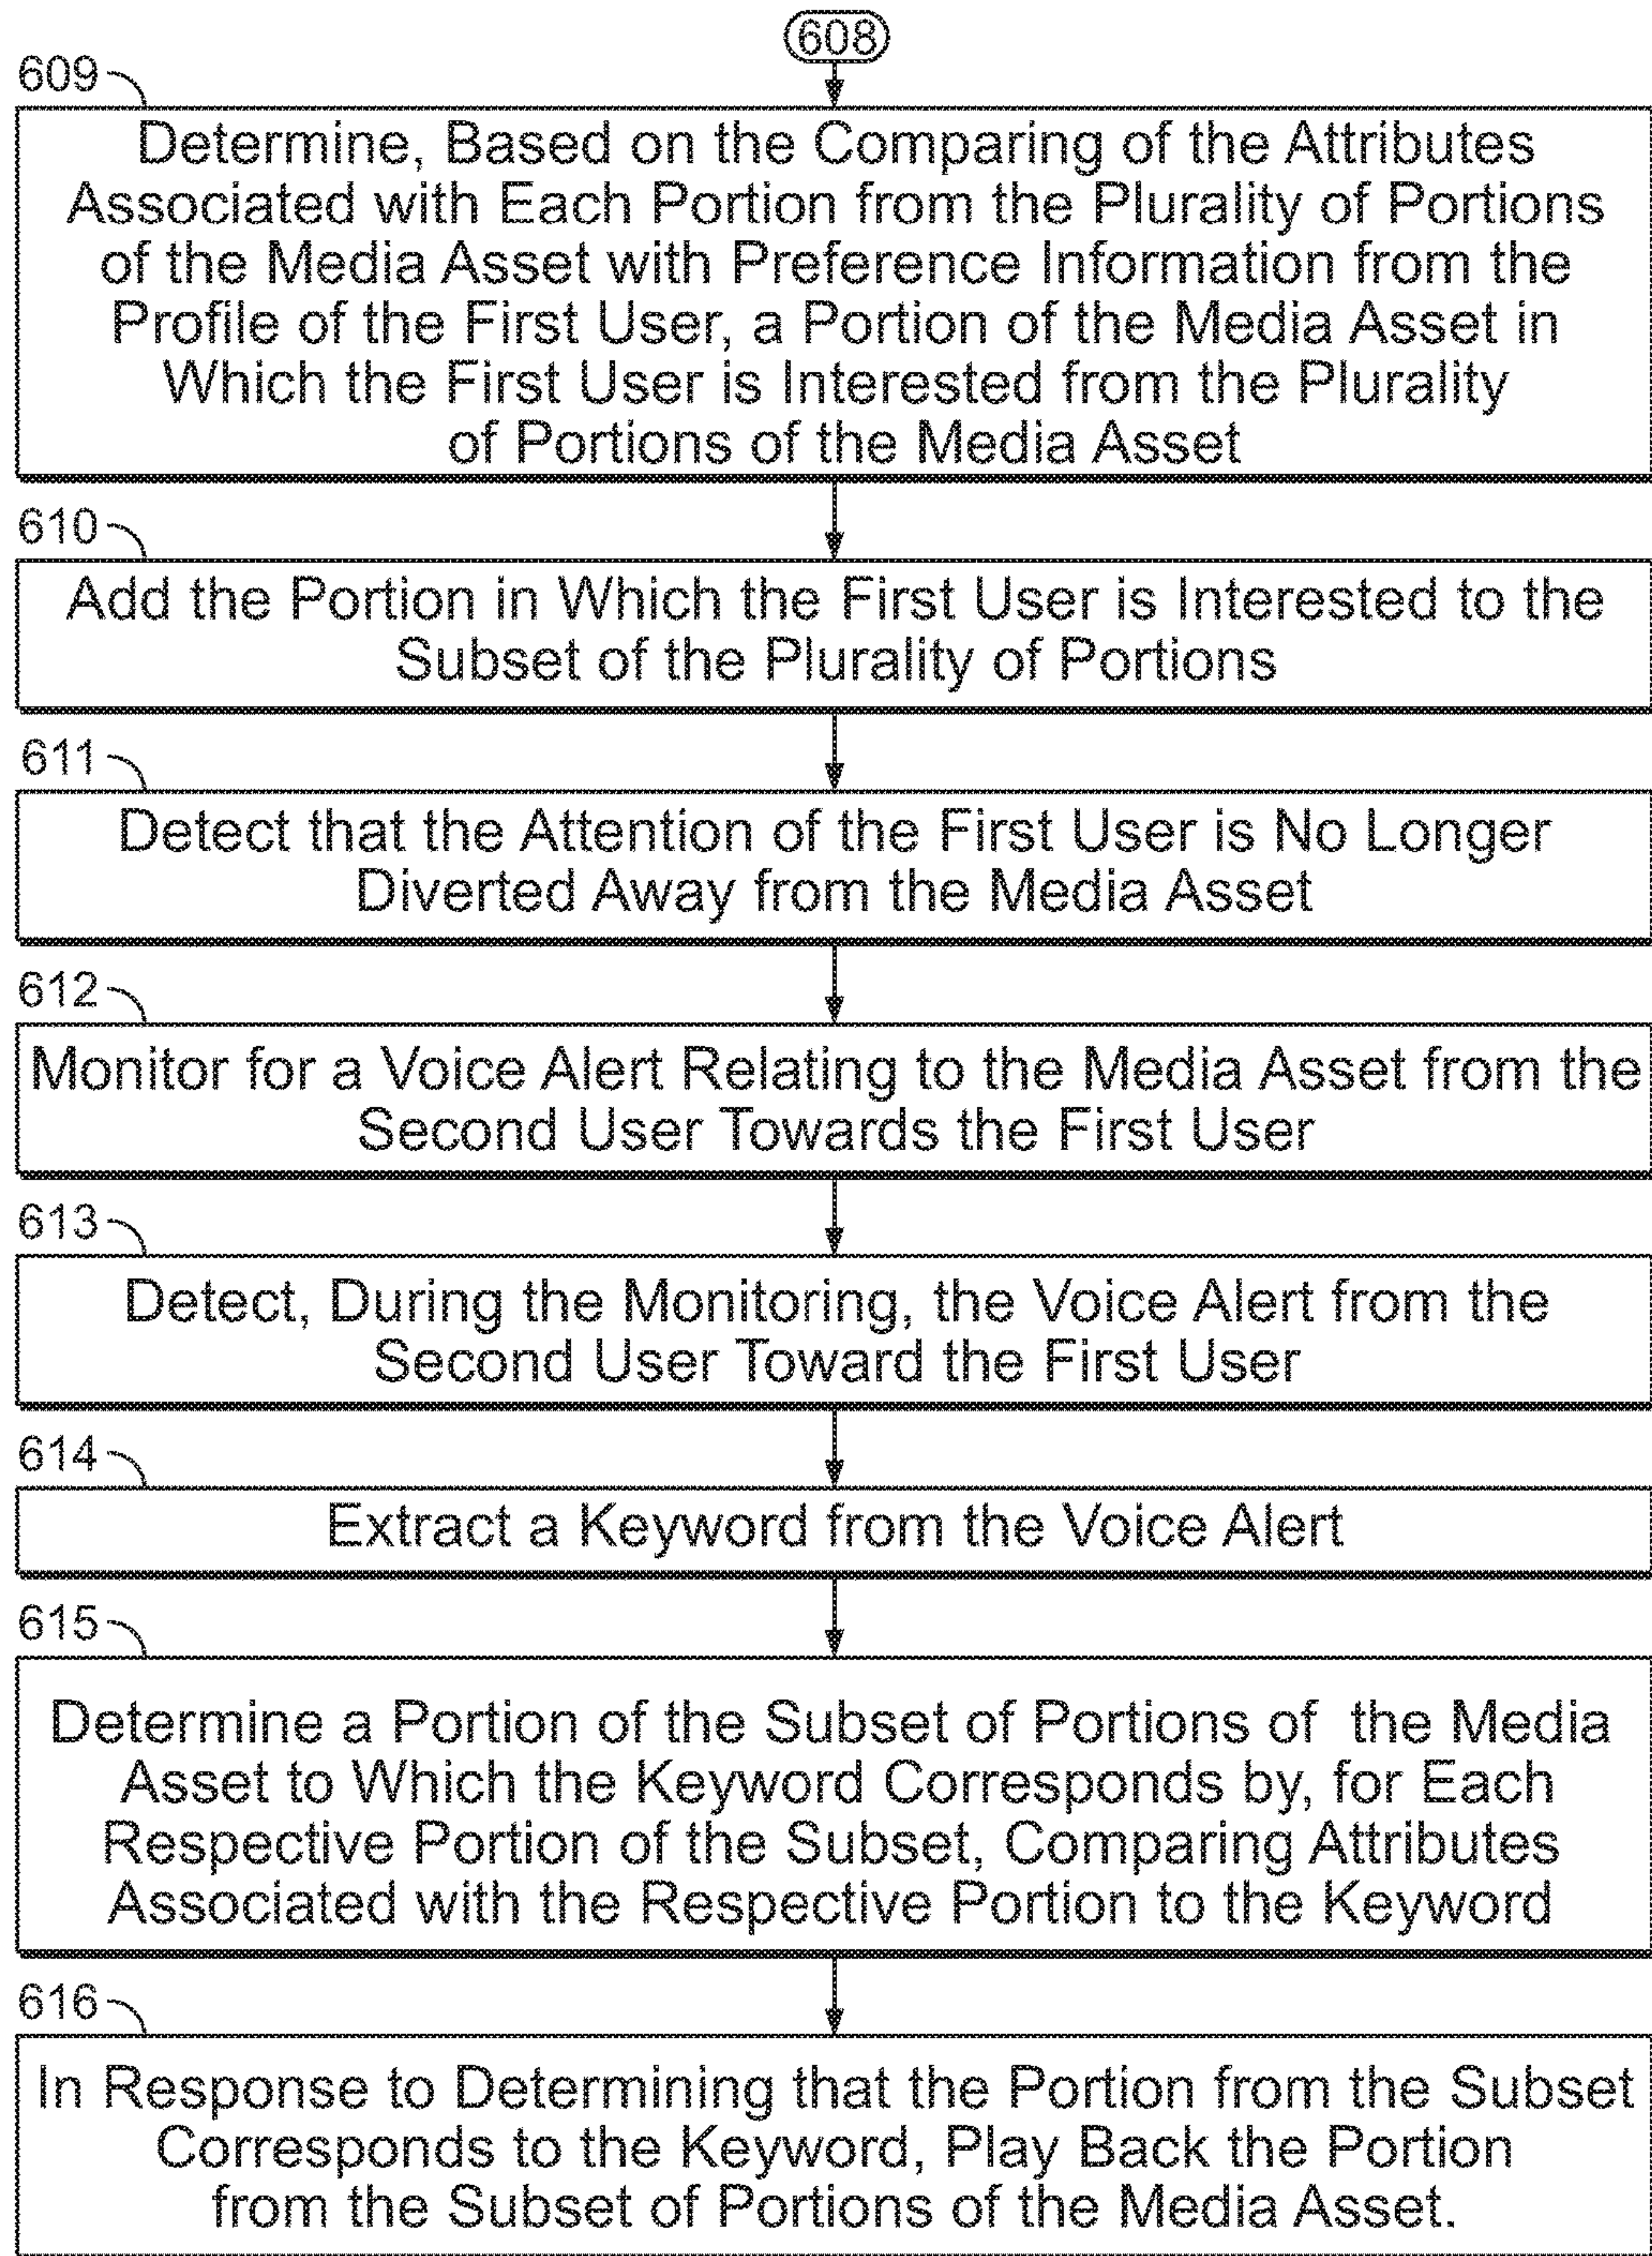 608
609
Determine, Based on the Comparing of the Attributes
Associated with Each Portion from the Plurality of Portions
of the Media Asset with Preference Information from the
Profile of the First User, a Portion of the Media Asset in
Which the First User is Interested from the Plurality
of Portions of the Media Asset
610
Add the Portion in Which the First User is Interested to the
Subset of the Plurality of Portions
611
Detect that the Attention of the First User is No Longer
Diverted Away from the Media Asset
612
Monitor for a Voice Alert Relating to the Media Asset from the
Second User Towards the First User
613
Detect, During the Monitoring, the Voice Alert from the
Second User Toward the First User
614
Extract a Keyword from the Voice Alert
615
Determine a Portion of the Subset of Portions of the Media
Asset to Which the Keyword Corresponds by, for Each
Respective Portion of the Subset, Comparing Attributes
Associated with the Respective Portion to the Keyword
616
In Response to Determining that the Portion from the Subset
Corresponds to the Keyword, Play Back the Portion
from the Subset of Portions of the Media Asset.